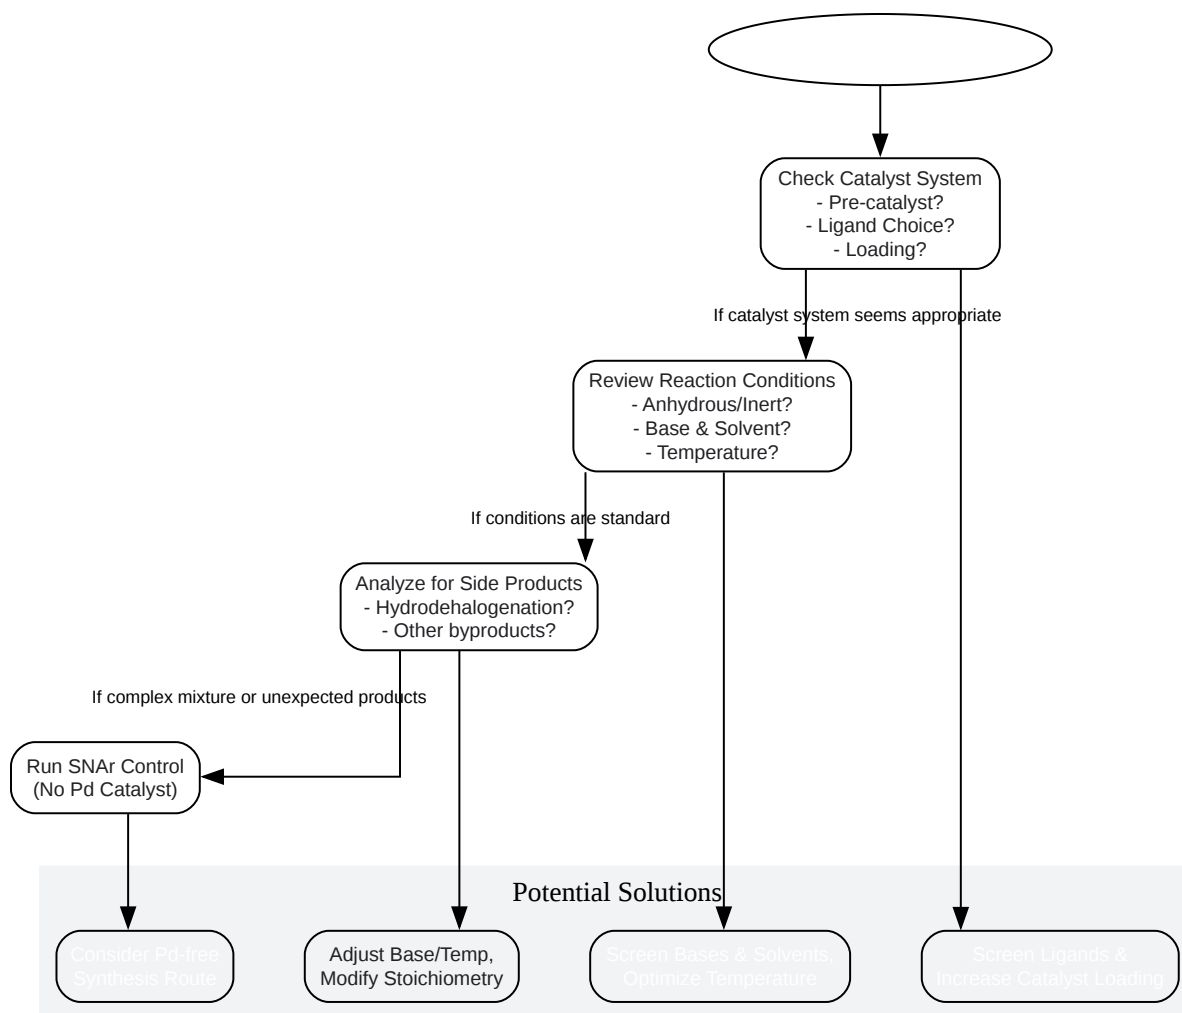 Check Catalyst System
- Pre-catalyst?
- Ligand Choice?
- Loading?
If catalyst system seems appropriate
Review Reaction Conditions
- Anhydrous/Inert?
- Base & Solvent?
- Temperature?
If conditions are standard
Analyze for Side Products
- Hydrodehalogenation?
- Other byproducts?
If complex mixture or unexpected products
Run SNAr Control
(No Pd Catalyst)
Potential Solutions
Consider Pd-free
Synthesis Route
Adjust Base/Temp,
Modify Stoichiometry
Screen Bases & Solvents,
Optimize Temperature
Screen Ligands &
Increase Catalyst Loading